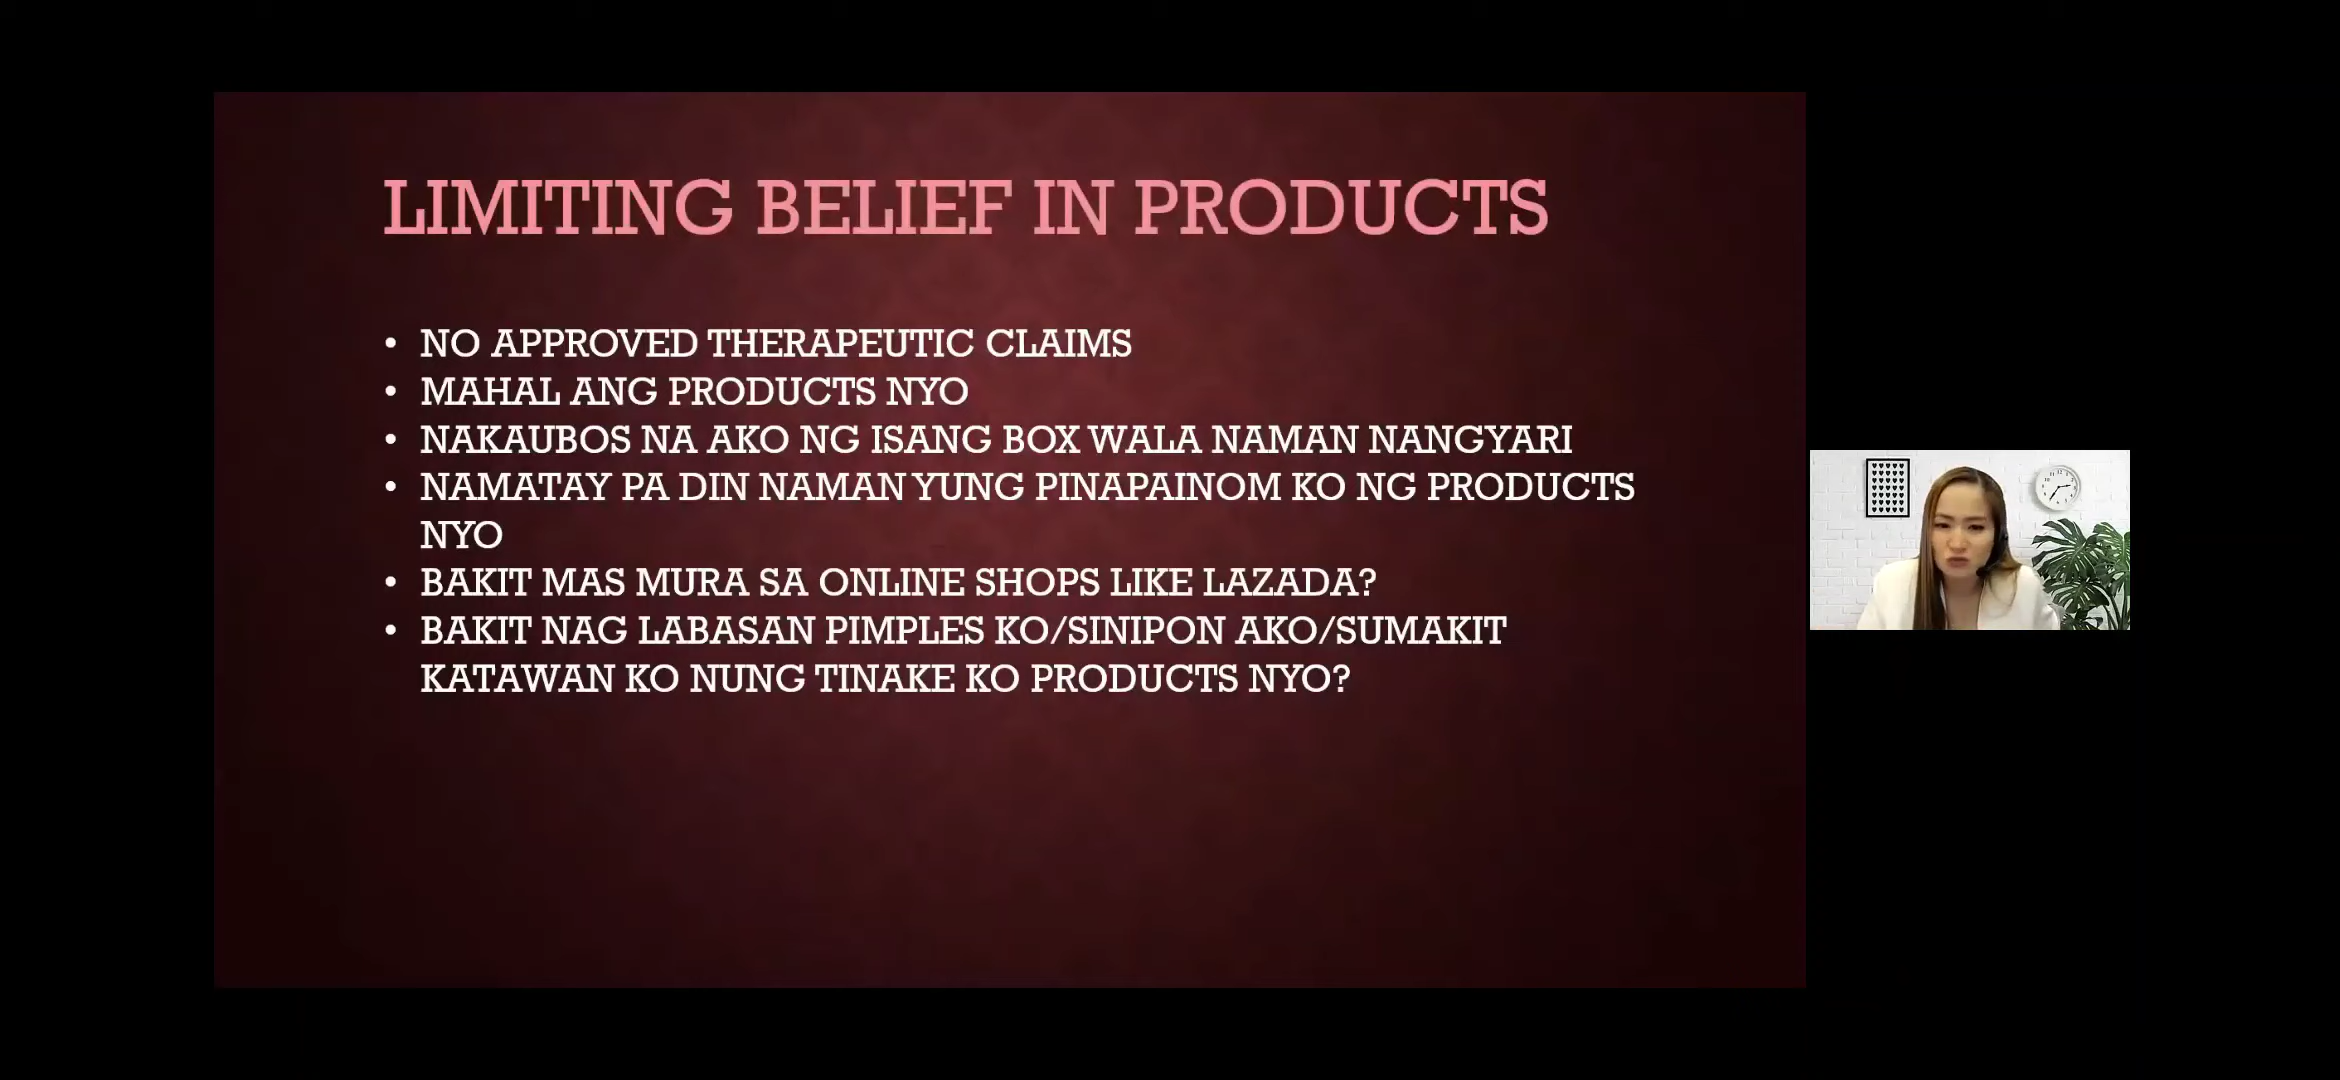 LIMITING BELIEF IN PRODUCTS
• NO APPROVED THERAPEUTIC CLAIMS
• MAHAL ANG PRODUCTS NYO
• NAKAUBOS NA AKO NG ISANG BOX WALA NAMAN NANGYARI
• NAMATAY PA DIN NAMAN YUNG PINAPAINOM KO NG PRODUCTS
NYO
• BAKIT MAS MURA SA ONLINE SHOPS LIKE LAZADA?
• BAKIT NAG LABASAN PIMPLES KO/SINIPON AKO/SUMAKIT
KATAWAN KO NUNG TINAKE KO PRODUCTS NYO?